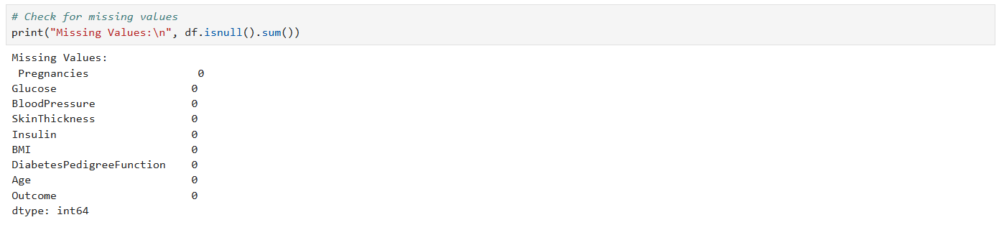 # Check for missing values
print("Missing Values:\n", df.isnull().sum())
Missing Values:
 Pregnancies                 0
Glucose                     0
BloodPressure               0
SkinThickness               0
Insulin                     0
BMI                         0
DiabetesPedigreeFunction    0
Age                         0
Outcome                     0
dtype: int64